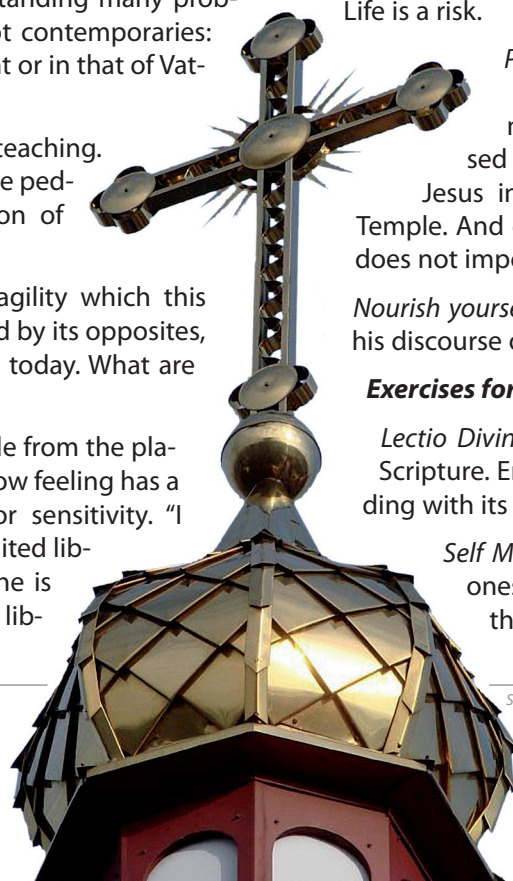 tanding many prob-
ot contemporaries:
t or in that of Vat-
teaching.
e ped-
on of
agility which this
d by its opposites,
today. What are
le from the pla-
ow feeling has a
or sensitivity. “I
ited lib-
ne is
lib-
Life is a risk.
P
sed
Jesus in
Temple. And
does not impo
Nourish yourse
his discourse
Exercises for
Lectio Divin
Scripture. E
ding with its
Self M
ones
th